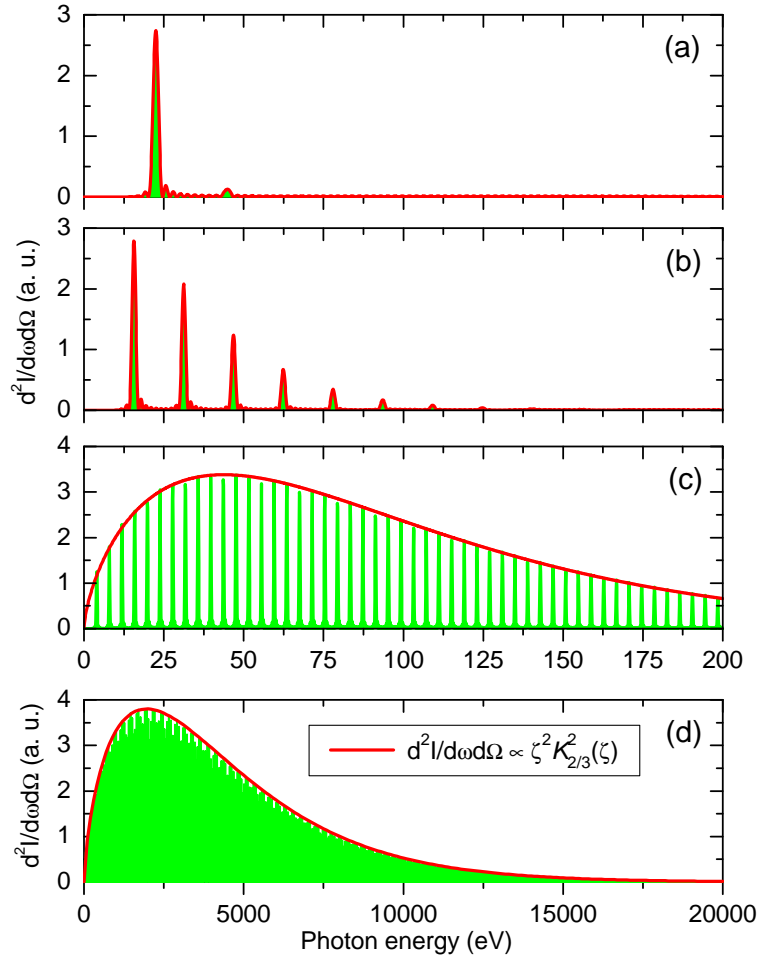 3
(a)
2
1
0
3
(b)
2
1
0
d²I/dωdΩ (a. u.)
4
(c)
3
2
1
0
0 25 50 75 100 125 150 175 200
4
(d)
d²I/dωdΩ ∝ ζ²K²₂/₃(ζ)
3
2
1
0
d²I/dωdΩ (a. u.)
0 5000 10000 15000 20000
Photon energy (eV)